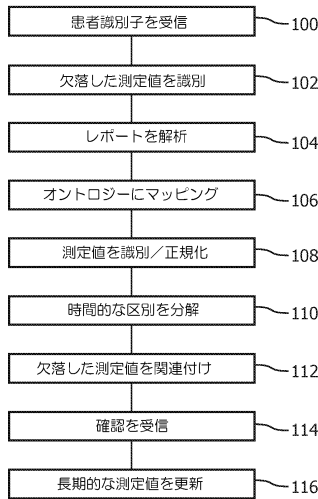 患者識別子を受信 100
欠落した測定値を識別 102
レポートを解析 104
オントロジーにマッピング 106
測定値を識別／正規化 108
時間的な区別を分解 110
欠落した測定値を関連付け 112
確認を受信 114
長期的な測定値を更新 116